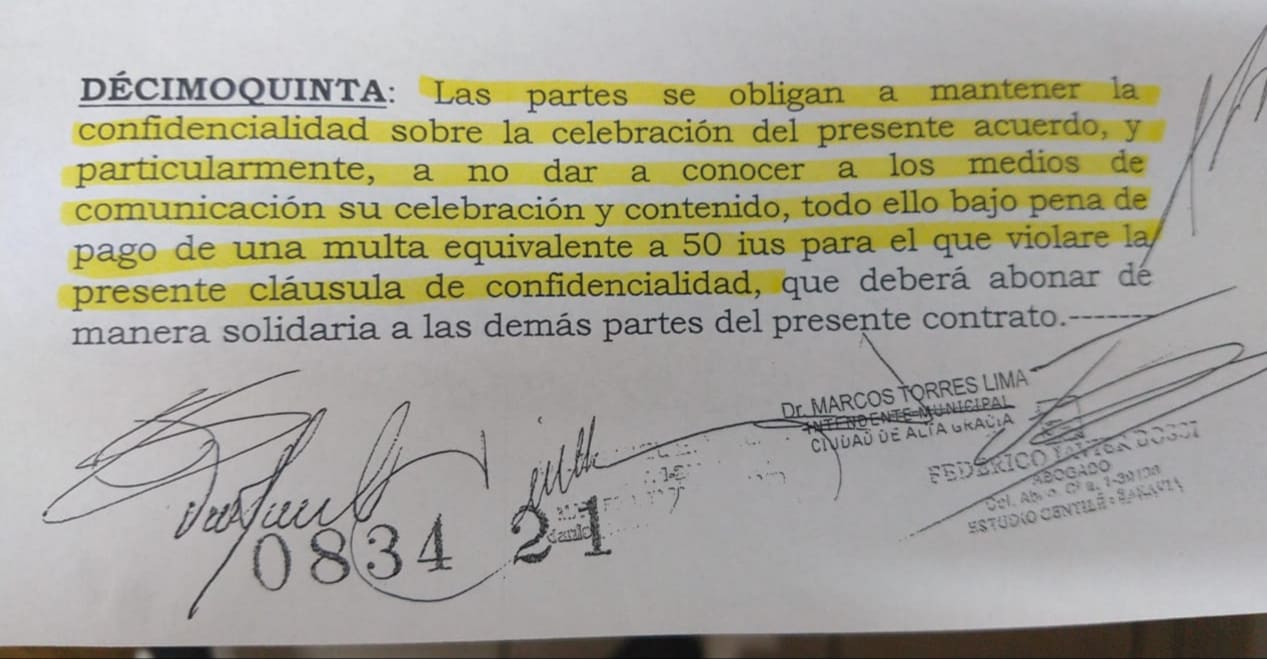 DÉCIMOQUINTA: Las partes se obligan a mantener la
confidencialidad sobre la celebración del presente acuerdo, y
particularmente, a no dar a conocer a los medios de
comunicación su celebración y contenido, todo ello bajo pena de
pago de una multa equivalente a 50 ius para el que violare la
presente cláusula de confidencialidad, que deberá abonar de
manera solidaria a las demás partes del presente contrato.-------
Dr. MARCOS TORRES LIMA
INTENDENTE MUNICIPAL
CIUDAD DE ALTA GRACIA
FEDERICO
ABOGADO
ESTUDIO
0834 21